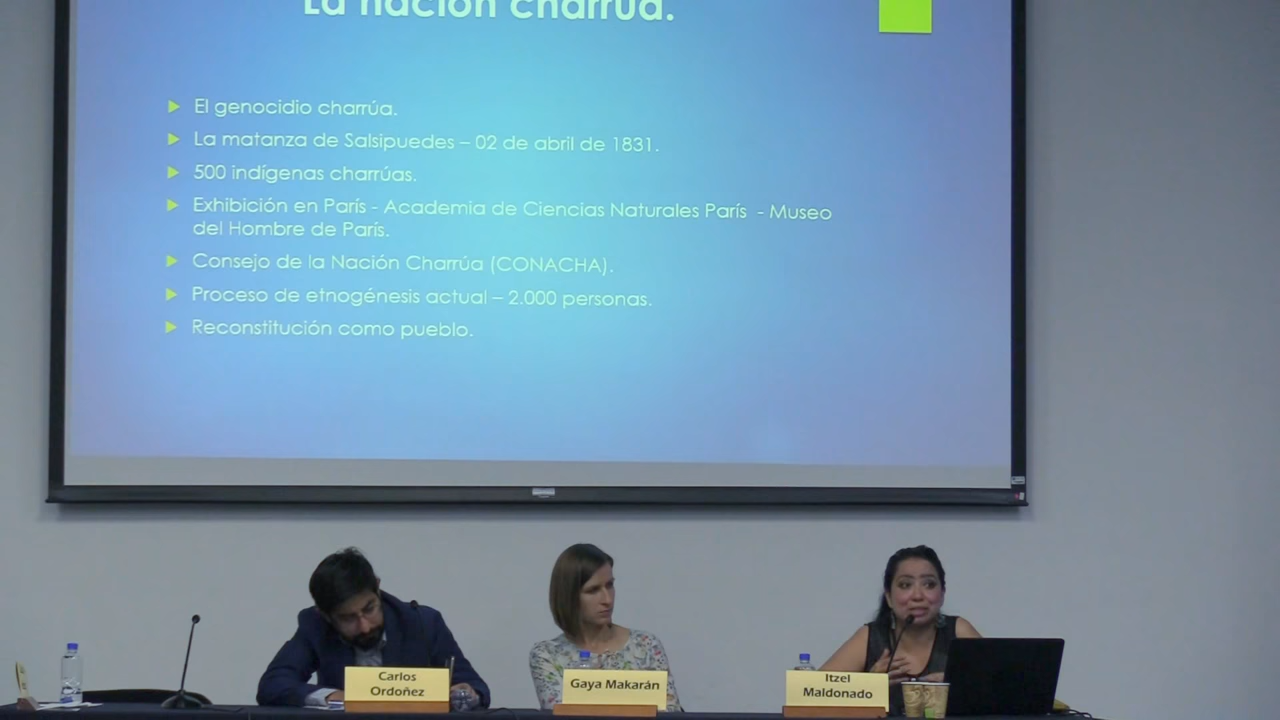 La nación charrúa.
El genocidio charrúa.
La matanza de Salsipuedes – 02 de abril de 1831.
500 indígenas charrúas.
Exhibición en París - Academia de Ciencias Naturales París - Museo
del Hombre de París.
Consejo de la Nación Charrúa (CONACHA).
Proceso de etnogénesis actual – 2.000 personas.
Reconstitución como pueblo.
Carlos
Ordoñez
Gaya Makarán
Itzel
Maldonado